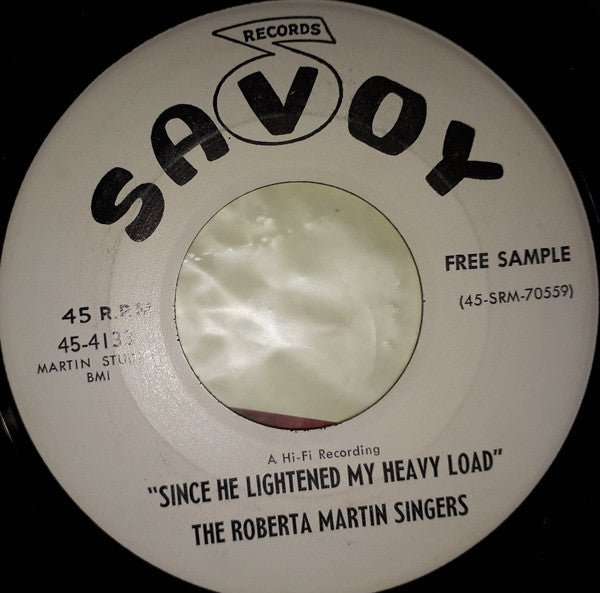 RECORDS
SAVOY
FREE SAMPLE
(45-SRM-70559)
45 R.P.M
MARTIN
BMI
A Hi-Fi Recording
"SINCE HE LIGHTENED MY HEAVY LOAD"
THE ROBERTA MARTIN SINGERS